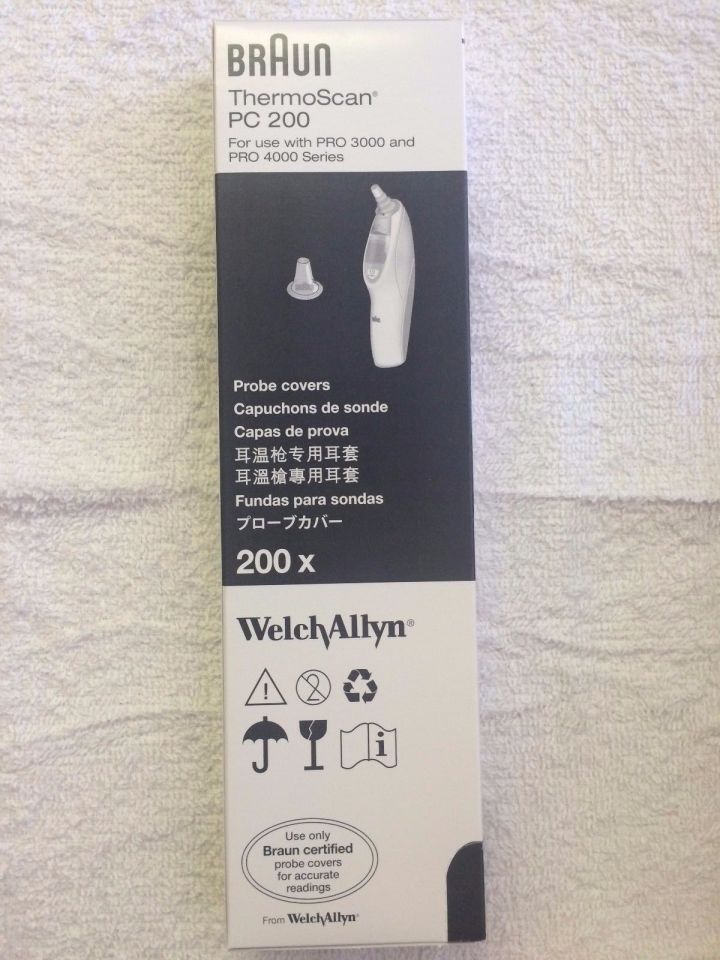 BRAUN
ThermoScan®
PC 200
For use with PRO 3000 and
PRO 4000 Series
Probe covers
Capuchons de sonde
Capas de prova
耳温枪专用耳套
耳溫槍專用耳套
Fundas para sondas
プローブカバー
200 x
WelchAllyn®
Use only
Braun certified
probe covers
for accurate
readings
From WelchAllyn®